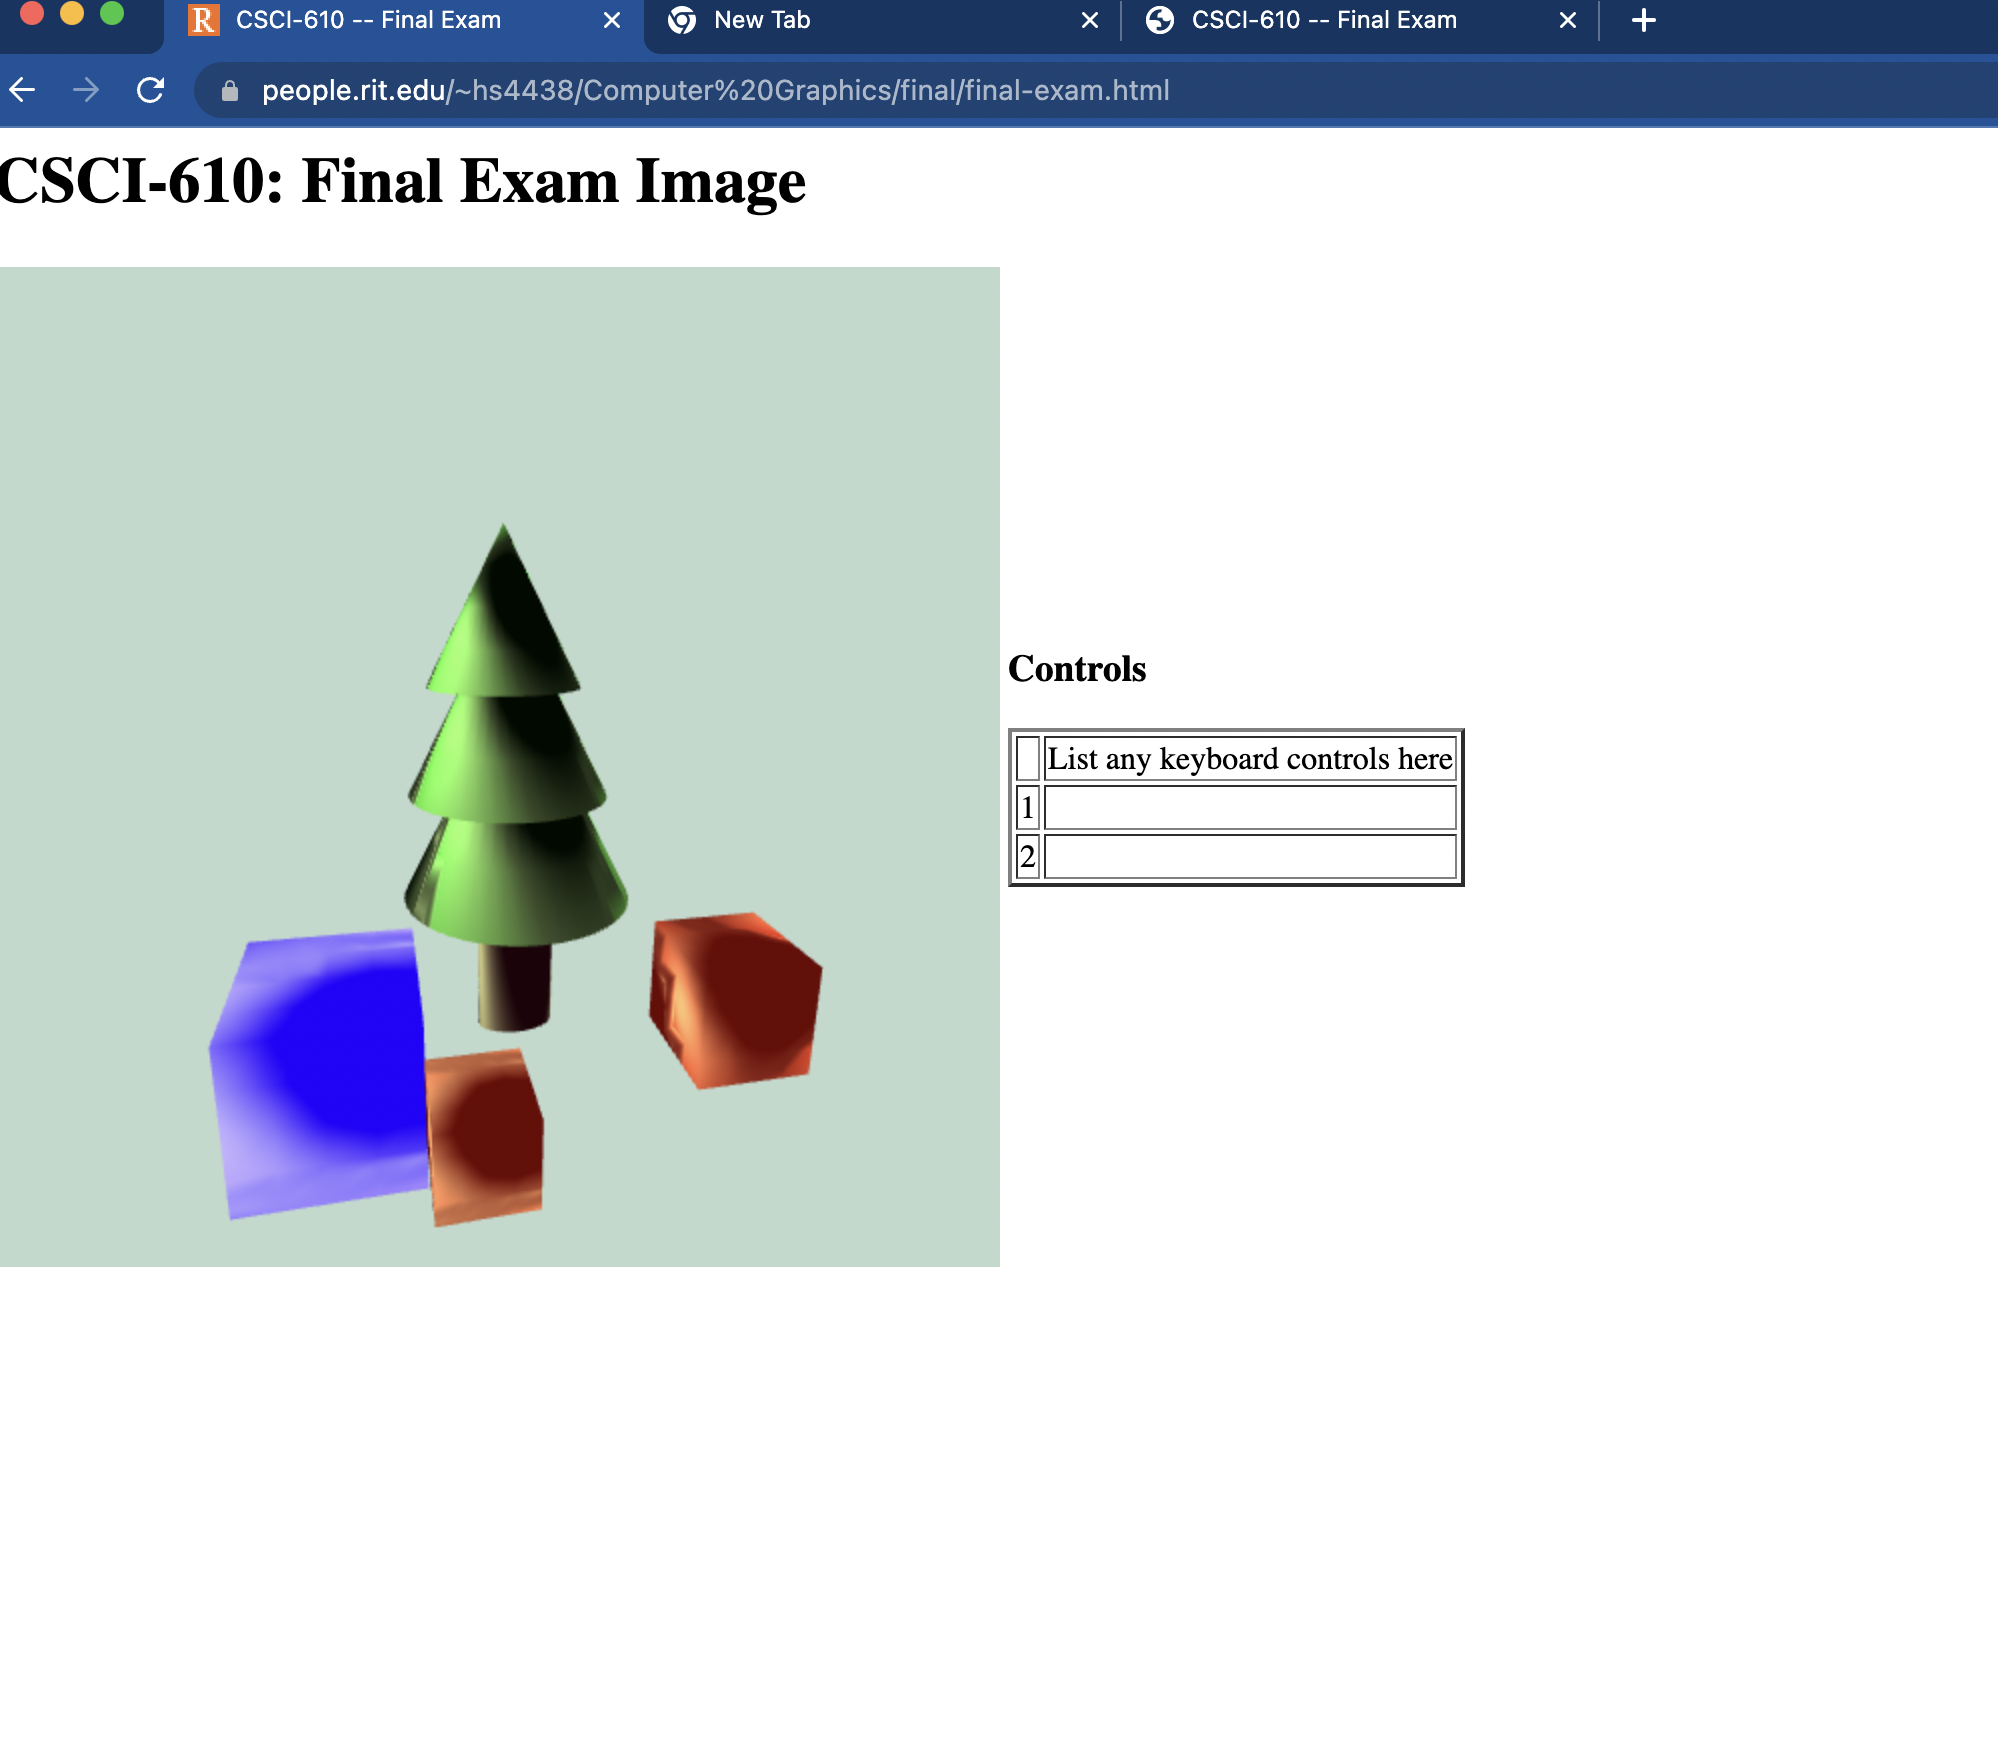 R CSCI-610 -- Final Exam New Tab CSCI-610 -- Final Exam
people.rit.edu/~hs4438/Computer%20Graphics/final/final-exam.html
CSCI-610: Final Exam Image
Controls
List any keyboard controls here
1
2